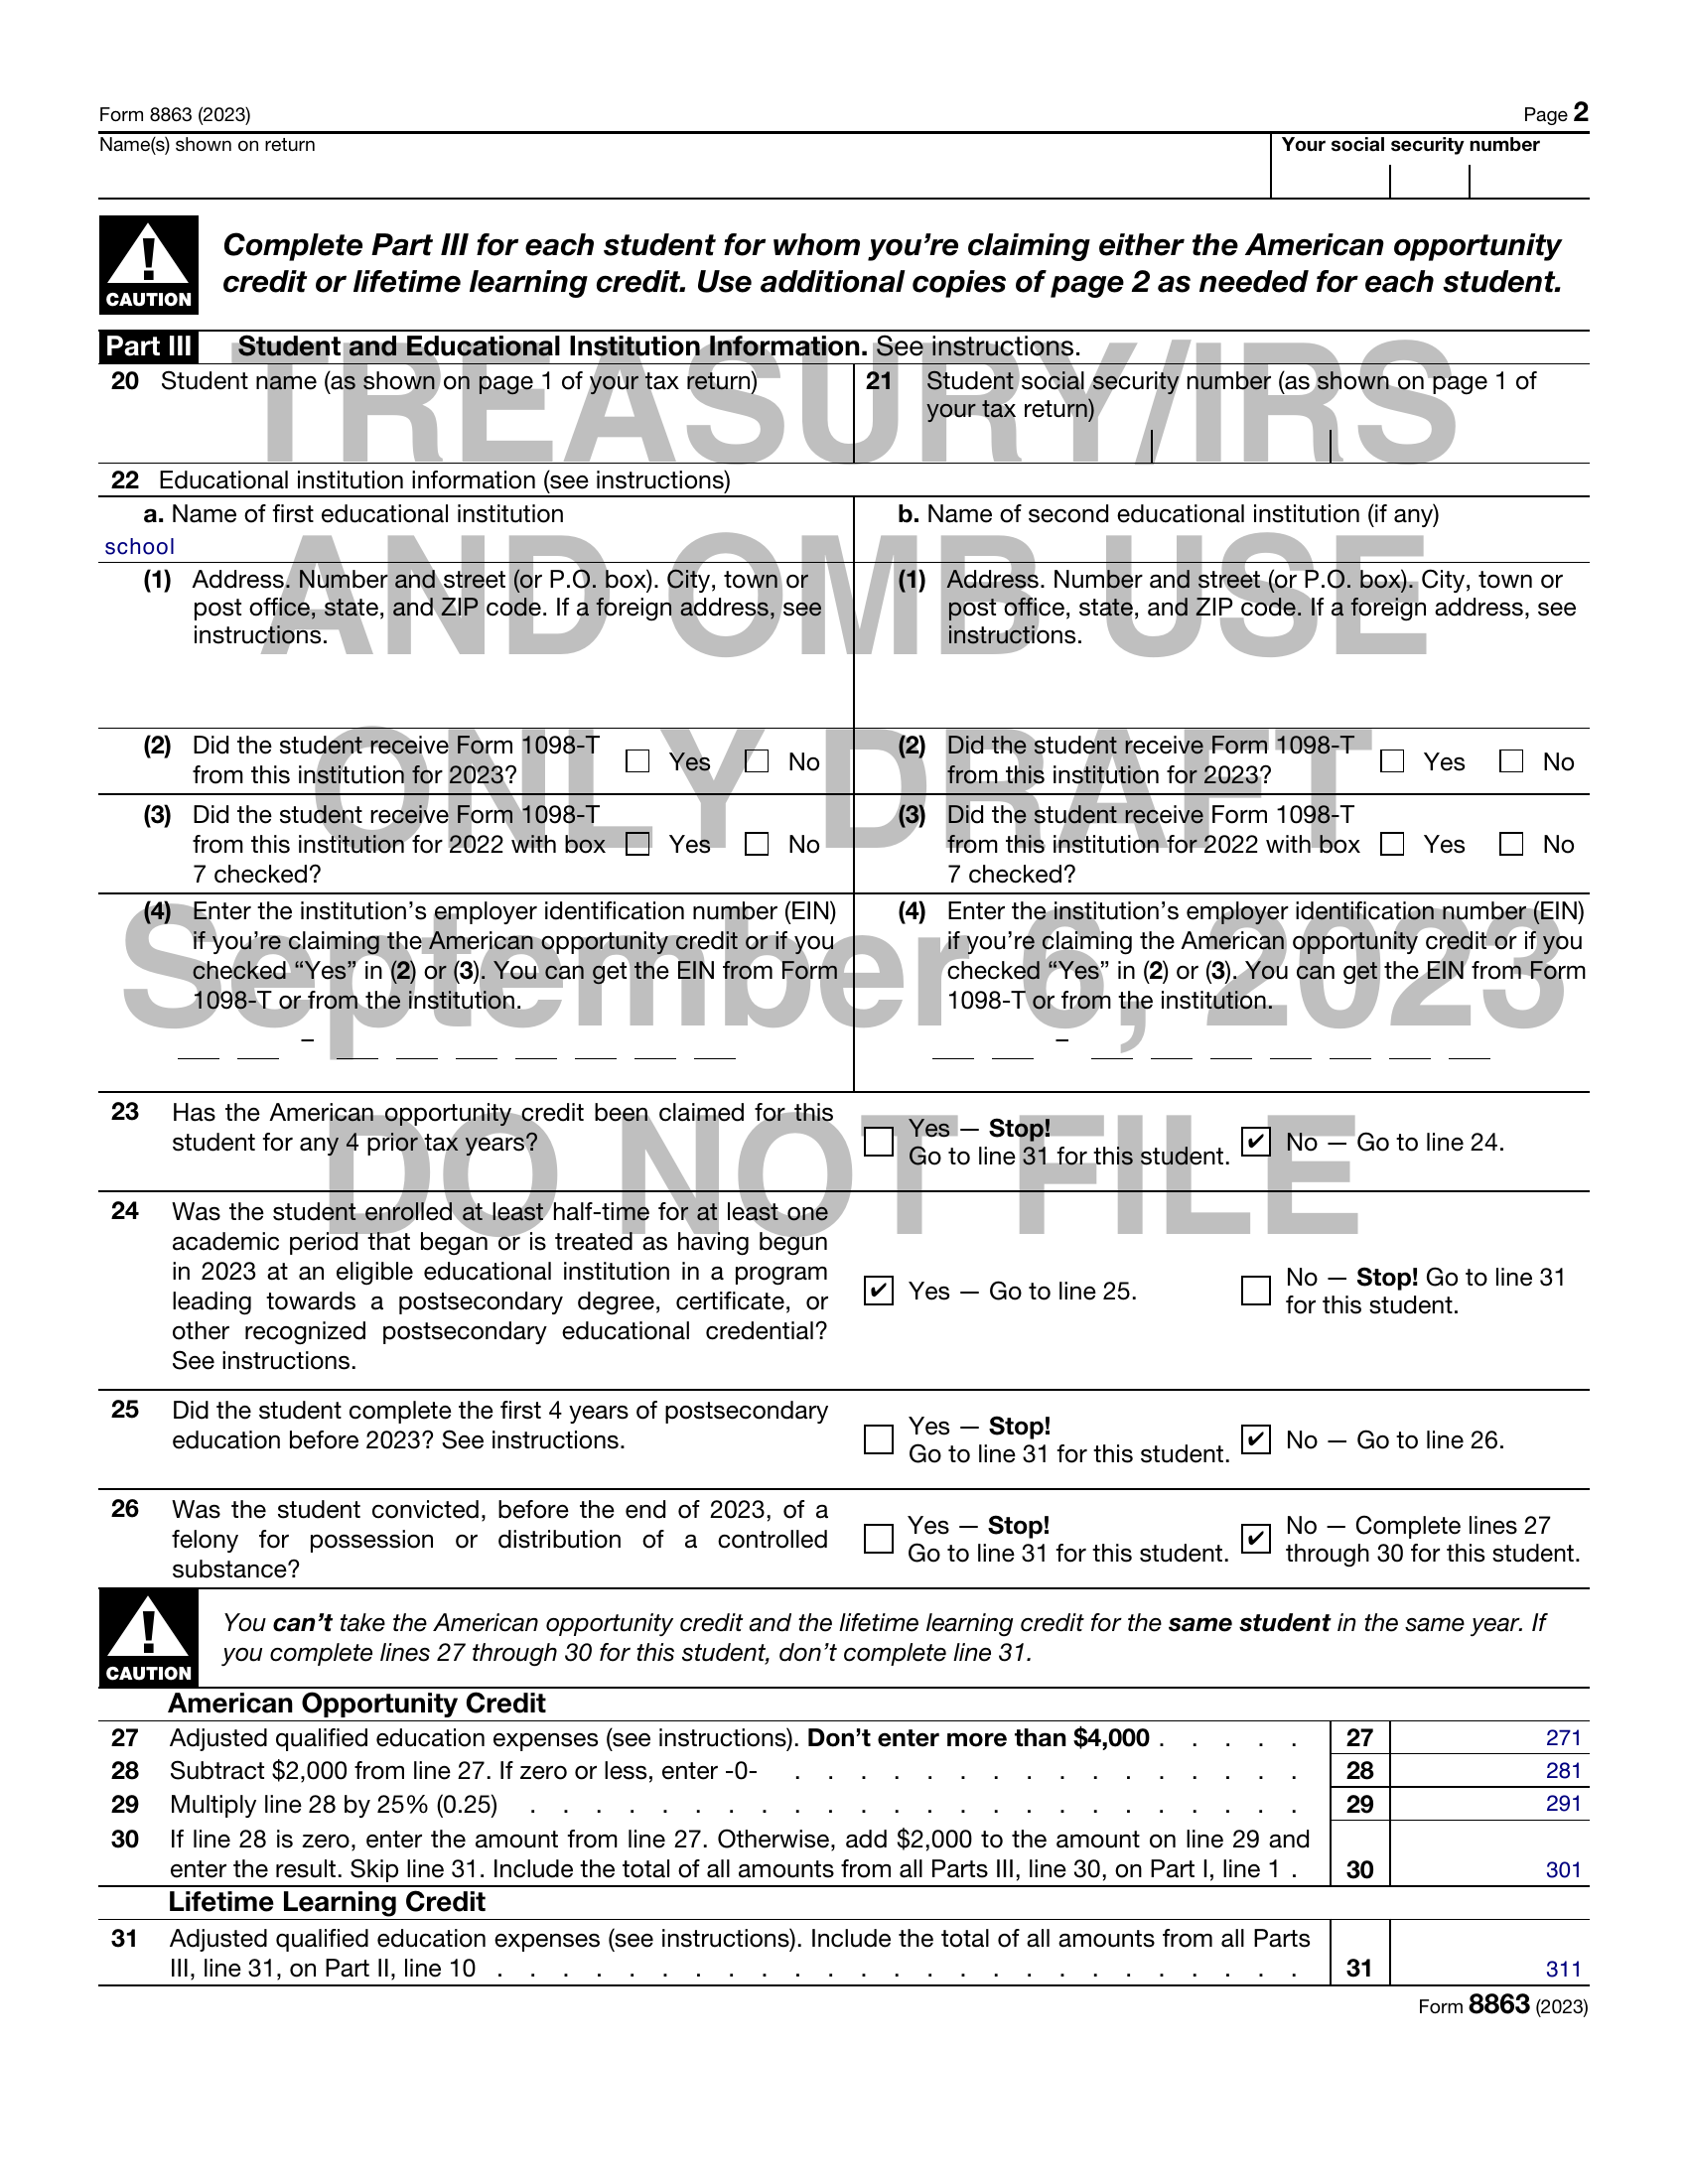 Form 8863 (2023) Page 2
Name(s) shown on return Your social security number
CAUTION
Complete Part III for each student for whom you’re claiming either the American opportunity
credit or lifetime learning credit. Use additional copies of page 2 as needed for each student.
TREASURY/IRS
AND OMB USE
ONLY DRAFT
September 6, 2023
DO NOT FILE
Part III Student and Educational Institution Information. See instructions.
20 Student name (as shown on page 1 of your tax return)
21 Student social security number (as shown on page 1 of
your tax return)
22 Educational institution information (see instructions)
a. Name of first educational institution
school
(1) Address. Number and street (or P.O. box). City, town or
post office, state, and ZIP code. If a foreign address, see
instructions.
(2) Did the student receive Form 1098-T
from this institution for 2023? Yes No
(3) Did the student receive Form 1098-T
from this institution for 2022 with box Yes No
7 checked?
(4) Enter the institution’s employer identification number (EIN)
if you’re claiming the American opportunity credit or if you
checked “Yes” in (2) or (3). You can get the EIN from Form
1098-T or from the institution.
–
b. Name of second educational institution (if any)
(1) Address. Number and street (or P.O. box). City, town or
post office, state, and ZIP code. If a foreign address, see
instructions.
(2) Did the student receive Form 1098-T
from this institution for 2023? Yes No
(3) Did the student receive Form 1098-T
from this institution for 2022 with box Yes No
7 checked?
(4) Enter the institution’s employer identification number (EIN)
if you’re claiming the American opportunity credit or if you
checked “Yes” in (2) or (3). You can get the EIN from Form
1098-T or from the institution.
–
23 Has the American opportunity credit been claimed for this
student for any 4 prior tax years?
Yes — Stop!
Go to line 31 for this student.
✔ No — Go to line 24.
24 Was the student enrolled at least half-time for at least one
academic period that began or is treated as having begun
in 2023 at an eligible educational institution in a program
leading towards a postsecondary degree, certificate, or
other recognized postsecondary educational credential?
See instructions.
✔ Yes — Go to line 25.
No — Stop! Go to line 31
for this student.
25 Did the student complete the first 4 years of postsecondary
education before 2023? See instructions.
Yes — Stop!
Go to line 31 for this student.
✔ No — Go to line 26.
26 Was the student convicted, before the end of 2023, of a
felony for possession or distribution of a controlled
substance?
Yes — Stop!
Go to line 31 for this student.
✔ No — Complete lines 27
through 30 for this student.
CAUTION
You can’t take the American opportunity credit and the lifetime learning credit for the same student in the same year. If
you complete lines 27 through 30 for this student, don’t complete line 31.
American Opportunity Credit
27 Adjusted qualified education expenses (see instructions). Don’t enter more than $4,000 . . . . . 27 271
28 Subtract $2,000 from line 27. If zero or less, enter -0- . . . . . . . . . . . . . . . . 28 281
29 Multiply line 28 by 25% (0.25) . . . . . . . . . . . . . . . . . . . . . . . . 29 291
30 If line 28 is zero, enter the amount from line 27. Otherwise, add $2,000 to the amount on line 29 and
enter the result. Skip line 31. Include the total of all amounts from all Parts III, line 30, on Part I, line 1 . 30 301
Lifetime Learning Credit
31 Adjusted qualified education expenses (see instructions). Include the total of all amounts from all Parts
III, line 31, on Part II, line 10 . . . . . . . . . . . . . . . . . . . . . . . . . 31 311
Form 8863 (2023)